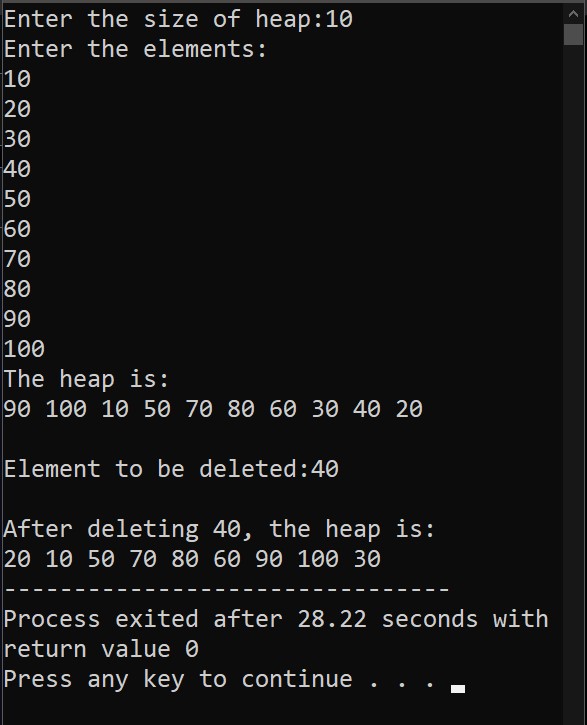 Enter the size of heap:10
Enter the elements:
10
20
30
40
50
60
70
80
90
100
The heap is:
90 100 10 50 70 80 60 30 40 20
Element to be deleted:40
After deleting 40, the heap is:
20 10 50 70 80 60 90 100 30
--------------------------------
Process exited after 28.22 seconds with
return value 0
Press any key to continue . . .